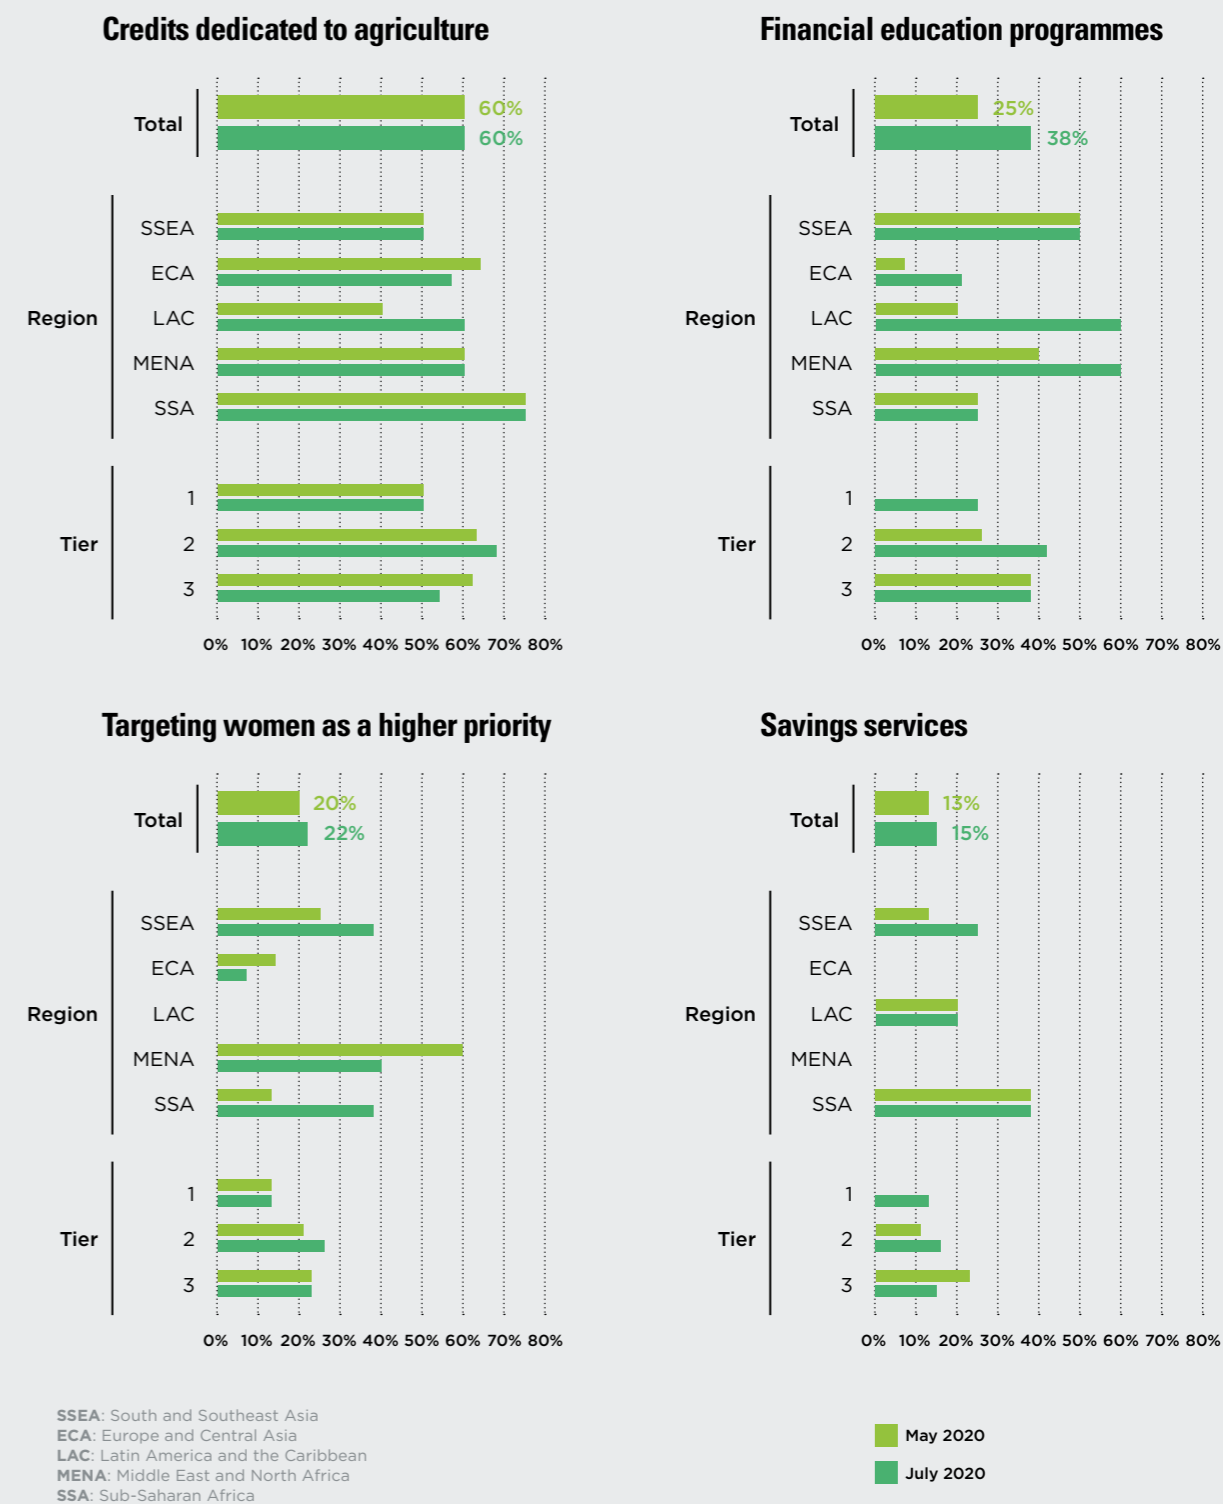 Credits dedicated to agriculture
Total
60%
60%
Region
SSEA
ECA
LAC
MENA
SSA
Tier
1
2
3
0% 10% 20% 30% 40% 50% 60% 70% 80%
Financial education programmes
Total
25%
38%
Region
SSEA
ECA
LAC
MENA
SSA
Tier
1
2
3
0% 10% 20% 30% 40% 50% 60% 70% 80%
Targeting women as a higher priority
Total
20%
22%
Region
SSEA
ECA
LAC
MENA
SSA
Tier
1
2
3
0% 10% 20% 30% 40% 50% 60% 70% 80%
Savings services
Total
13%
15%
Region
SSEA
ECA
LAC
MENA
SSA
Tier
1
2
3
0% 10% 20% 30% 40% 50% 60% 70% 80%
SSEA: South and Southeast Asia
ECA: Europe and Central Asia
LAC: Latin America and the Caribbean
MENA: Middle East and North Africa
SSA: Sub-Saharan Africa
May 2020
July 2020